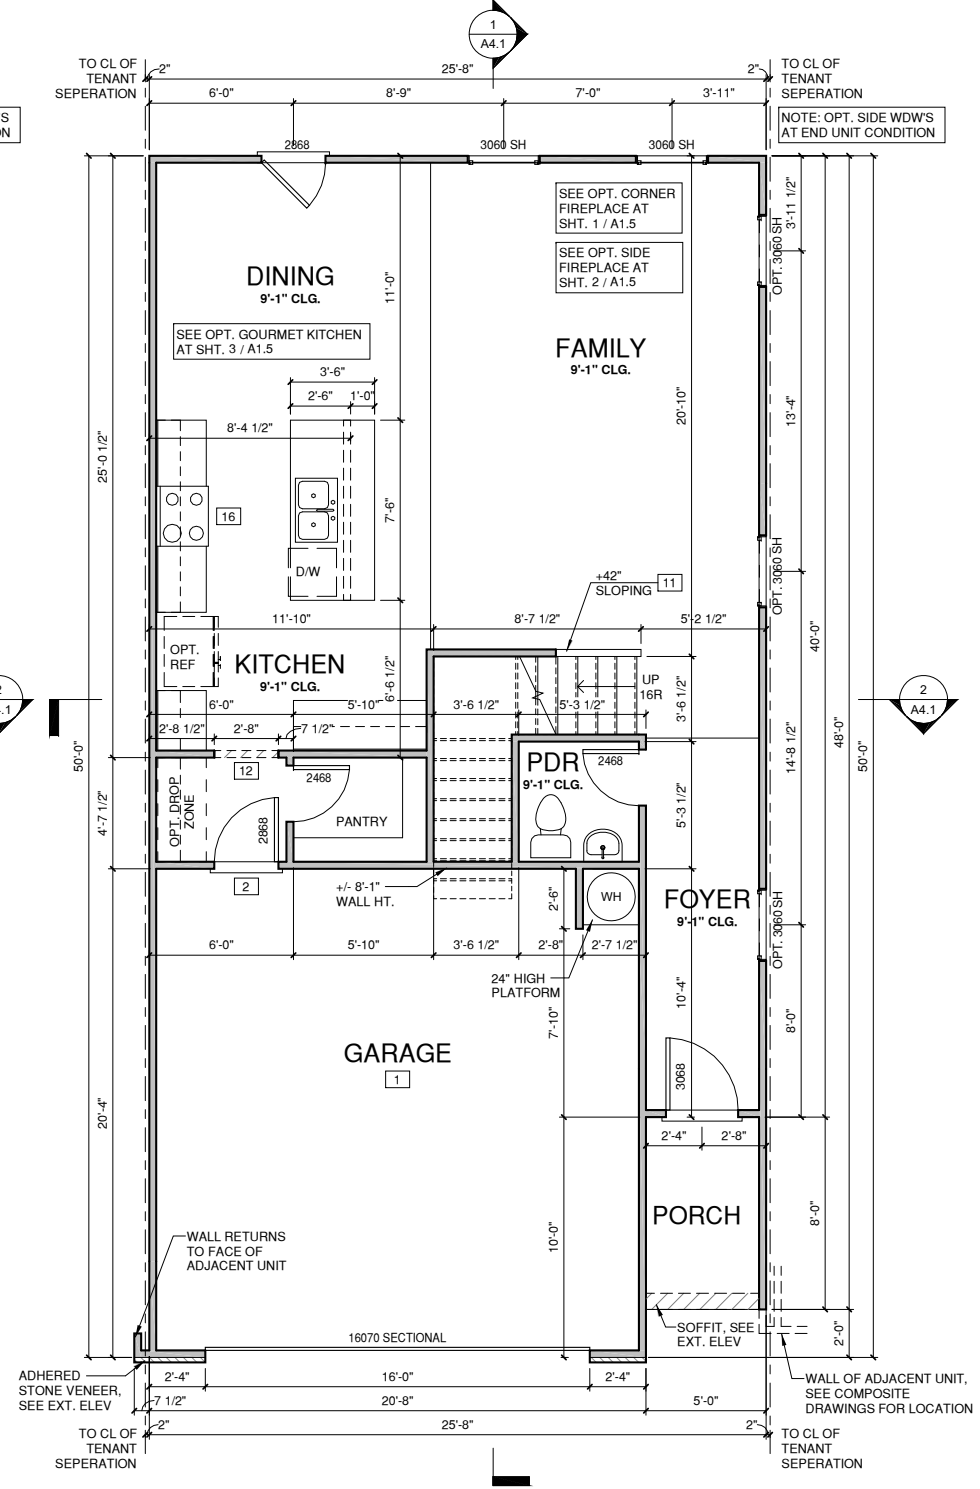 1
A4.1
TO CL OF
TENANT
SEPERATION
2"
25'-8"
2"
TO CL OF
TENANT
SEPERATION
6'-0"
8'-9"
7'-0"
3'-11"
S
ON
NOTE: OPT. SIDE WDW'S
AT END UNIT CONDITION
2868
3060 SH
3060 SH
SEE OPT. CORNER
FIREPLACE AT
SHT. 1 / A1.5
3'-11 1/2"
OPT. 3060 SH
SEE OPT. SIDE
FIREPLACE AT
SHT. 2 / A1.5
DINING
9'-1" CLG.
11'-0"
SEE OPT. GOURMET KITCHEN
AT SHT. 3 / A1.5
FAMILY
9'-1" CLG.
3'-6"
2'-6"
1'-0"
20'-10"
13'-4"
8'-4 1/2"
25'-0 1/2"
16
7'-6"
D/W
+42"
SLOPING
11
OPT. 3060 SH
11'-10"
8'-7 1/2"
5'-2 1/2"
40'-0"
OPT.
REF
KITCHEN
9'-1" CLG.
6'-6 1/2"
UP
16R
2
4.1
2
A4.1
6'-0"
5'-10"
3'-6 1/2"
5'-3 1/2"
3'-6 1/2"
2'-8 1/2"
2'-8"
7 1/2"
50'-0"
14'-8 1/2"
48'-0"
50'-0"
12
2468
PDR
9'-1" CLG.
2468
4'-7 1/2"
OPT. DROP
ZONE
2868
PANTRY
5'-3 1/2"
2
+/- 8'-1"
WALL HT.
2'-6"
WH
FOYER
9'-1" CLG.
OPT. 3060 SH
6'-0"
5'-10"
3'-6 1/2"
2'-8"
2'-7 1/2"
24" HIGH
PLATFORM
7'-10"
10'-4"
8'-0"
GARAGE
1
3068
20'-4"
2'-4"
2'-8"
PORCH
8'-0"
10'-0"
WALL RETURNS
TO FACE OF
ADJACENT UNIT
16070 SECTIONAL
SOFFIT, SEE
EXT. ELEV
2'-0"
ADHERED
STONE VENEER,
SEE EXT. ELEV
2'-4"
16'-0"
2'-4"
WALL OF ADJACENT UNIT,
SEE COMPOSITE
DRAWINGS FOR LOCATION
7 1/2"
20'-8"
5'-0"
2"
25'-8"
2"
TO CL OF
TENANT
SEPERATION
TO CL OF
TENANT
SEPERATION